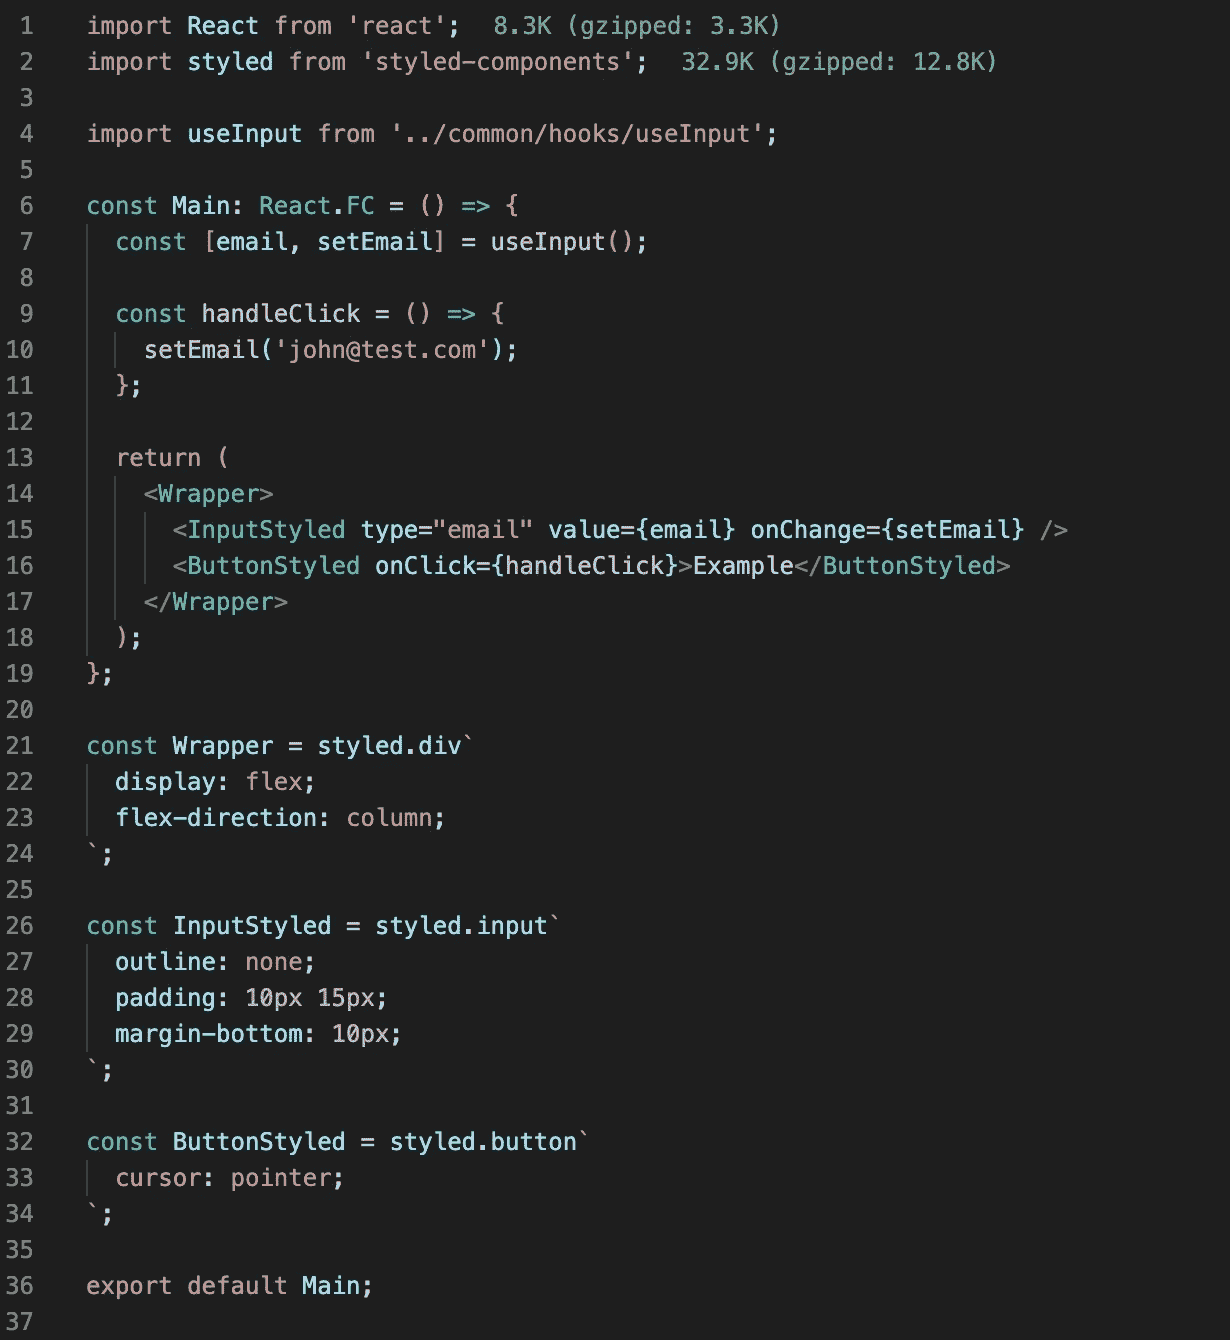 1 import React from 'react'; 8.3K (gzipped: 3.3K)
2 import styled from 'styled-components'; 32.9K (gzipped: 12.8K)
3
4 import useInput from '../common/hooks/useInput';
5
6 const Main: React.FC = () => {
7   const [email, setEmail] = useInput();
8
9   const handleClick = () => {
10     setEmail('john@test.com');
11   };
12
13   return (
14     <Wrapper>
15       <InputStyled type="email" value={email} onChange={setEmail} />
16       <ButtonStyled onClick={handleClick}>Example</ButtonStyled>
17     </Wrapper>
18   );
19 };
20
21 const Wrapper = styled.div`
22   display: flex;
23   flex-direction: column;
24 `;
25
26 const InputStyled = styled.input`
27   outline: none;
28   padding: 10px 15px;
29   margin-bottom: 10px;
30 `;
31
32 const ButtonStyled = styled.button`
33   cursor: pointer;
34 `;
35
36 export default Main;
37